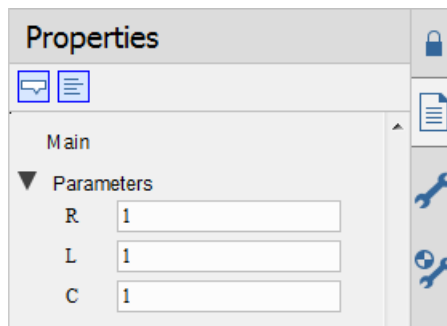 Properties
Main
Parameters
R 1
L 1
C 1